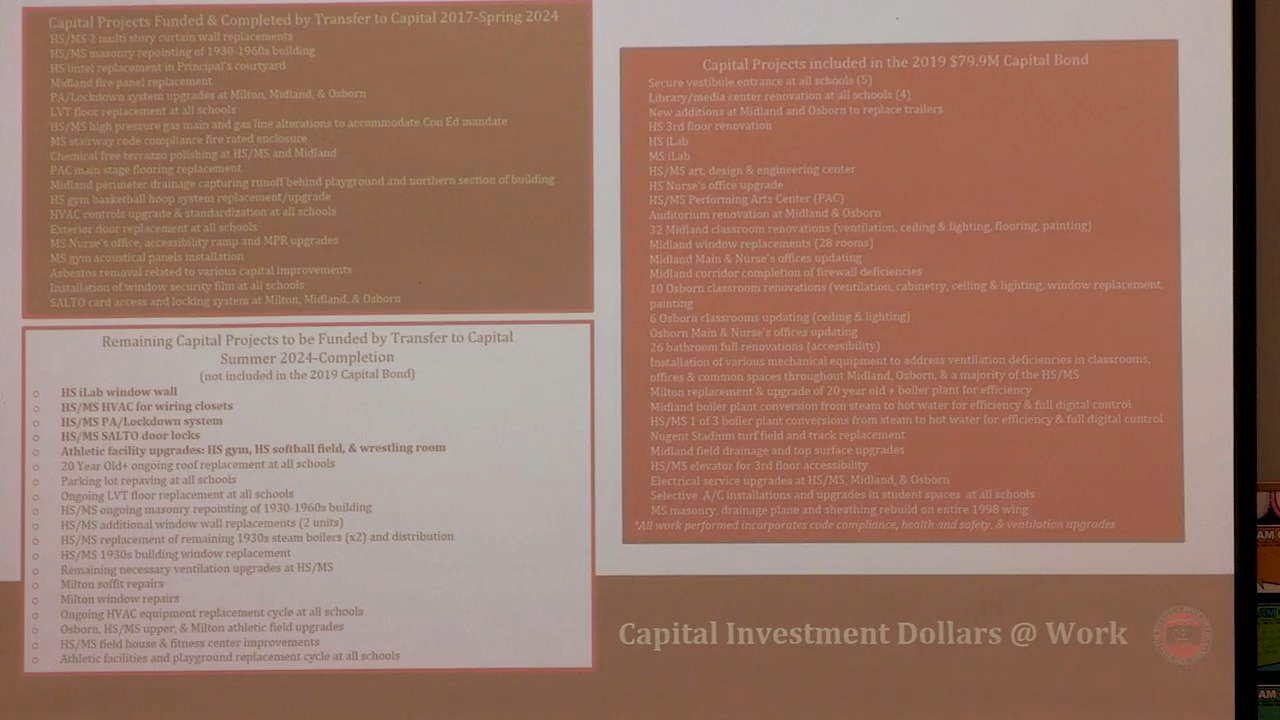 Capital Projects Funded & Completed by Transfer to Capital 2017-Spring 2024
HS/MS 2 multi story curtain wall replacements
HS/MS masonry repointing of 1930-1960s building
HS lintel replacement in Principal's courtyard
Midland fire panel replacement
PA/Lockdown system upgrades at Milton, Midland, & Osborn
LVT floor replacement at all schools
HS/MS high pressure gas main and gas line alterations to accommodate Con Ed mandate
MS stairway code compliance fire rated enclosure
Chemical free terrazzo polishing at HS/MS and Midland
PAC main stage flooring replacement
Midland perimeter drainage capturing runoff behind playground and northern section of building
HS gym basketball hoop system replacement/upgrade
HVAC controls upgrade & standardization at all schools
Exterior door replacement at all schools
MS Nurse's office, accessibility ramp and MPR upgrades
MS gym acoustical panels installation
Asbestos removal related to various capital improvements
Installation of window security film at all schools
SALTO card access and locking system at Milton, Midland, & Osborn
Remaining Capital Projects to be Funded by Transfer to Capital
Summer 2024-Completion
(not included in the 2019 Capital Bond)
HS iLab window wall
HS/MS HVAC for wiring closets
HS/MS PA/Lockdown system
HS/MS SALTO door locks
Athletic facility upgrades: HS gym, HS softball field, & wrestling room
20 Year Old+ ongoing roof replacement at all schools
Parking lot repaving at all schools
Ongoing LVT floor replacement at all schools
HS/MS ongoing masonry repointing of 1930-1960s building
HS/MS additional window wall replacements (2 units)
HS/MS replacement of remaining 1930s steam boilers (x2) and distribution
HS/MS 1930s building window replacement
Remaining necessary ventilation upgrades at HS/MS
Milton soffit repairs
Milton window repairs
Ongoing HVAC equipment replacement cycle at all schools
Osborn, HS/MS upper, & Milton athletic field upgrades
HS/MS field house & fitness center improvements
Athletic facilities and playground replacement cycle at all schools
Capital Projects included in the 2019 $79.9M Capital Bond
Secure vestibule entrance at all schools (5)
Library/media center renovation at all schools (4)
New additions at Midland and Osborn to replace trailers
HS 3rd floor renovation
HS iLab
MS iLab
HS/MS art, design & engineering center
HS Nurse's office upgrade
HS/MS Performing Arts Center (PAC)
Auditorium renovation at Midland & Osborn
32 Midland classroom renovations (ventilation, ceiling & lighting, flooring, painting)
Midland window replacements (28 rooms)
Midland Main & Nurse's offices updating
Midland corridor completion of firewall deficiencies
10 Osborn classroom renovations (ventilation, cabinetry, ceiling & lighting, window replacement,
painting
6 Osborn classrooms updating (ceiling & lighting)
Osborn Main & Nurse's offices updating
26 bathroom full renovations (accessibility)
Installation of various mechanical equipment to address ventilation deficiencies in classrooms,
offices & common spaces throughout Midland, Osborn, & a majority of the HS/MS
Milton replacement & upgrade of 20 year old + boiler plant for efficiency
Midland boiler plant conversion from steam to hot water for efficiency & full digital control
HS/MS 1 of 3 boiler plant conversions from steam to hot water for efficiency & full digital control
Nugent Stadium turf field and track replacement
Midland field drainage and top surface upgrades
HS/MS elevator for 3rd floor accessibility
Electrical service upgrades at HS/MS, Midland, & Osborn
Selective A/C installations and upgrades in student spaces at all schools
MS masonry, drainage plane and sheathing rebuild on entire 1998 wing
*All work performed incorporates code compliance, health and safety, & ventilation upgrades
Capital Investment Dollars @ Work
AM
AM